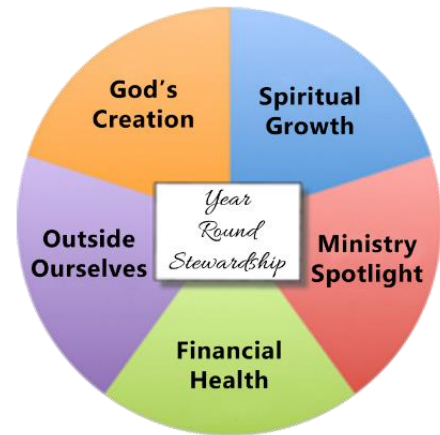 God's
Creation
Spiritual
Growth
Year
Round
Stewardship
Outside
Ourselves
Ministry
Spotlight
Financial
Health